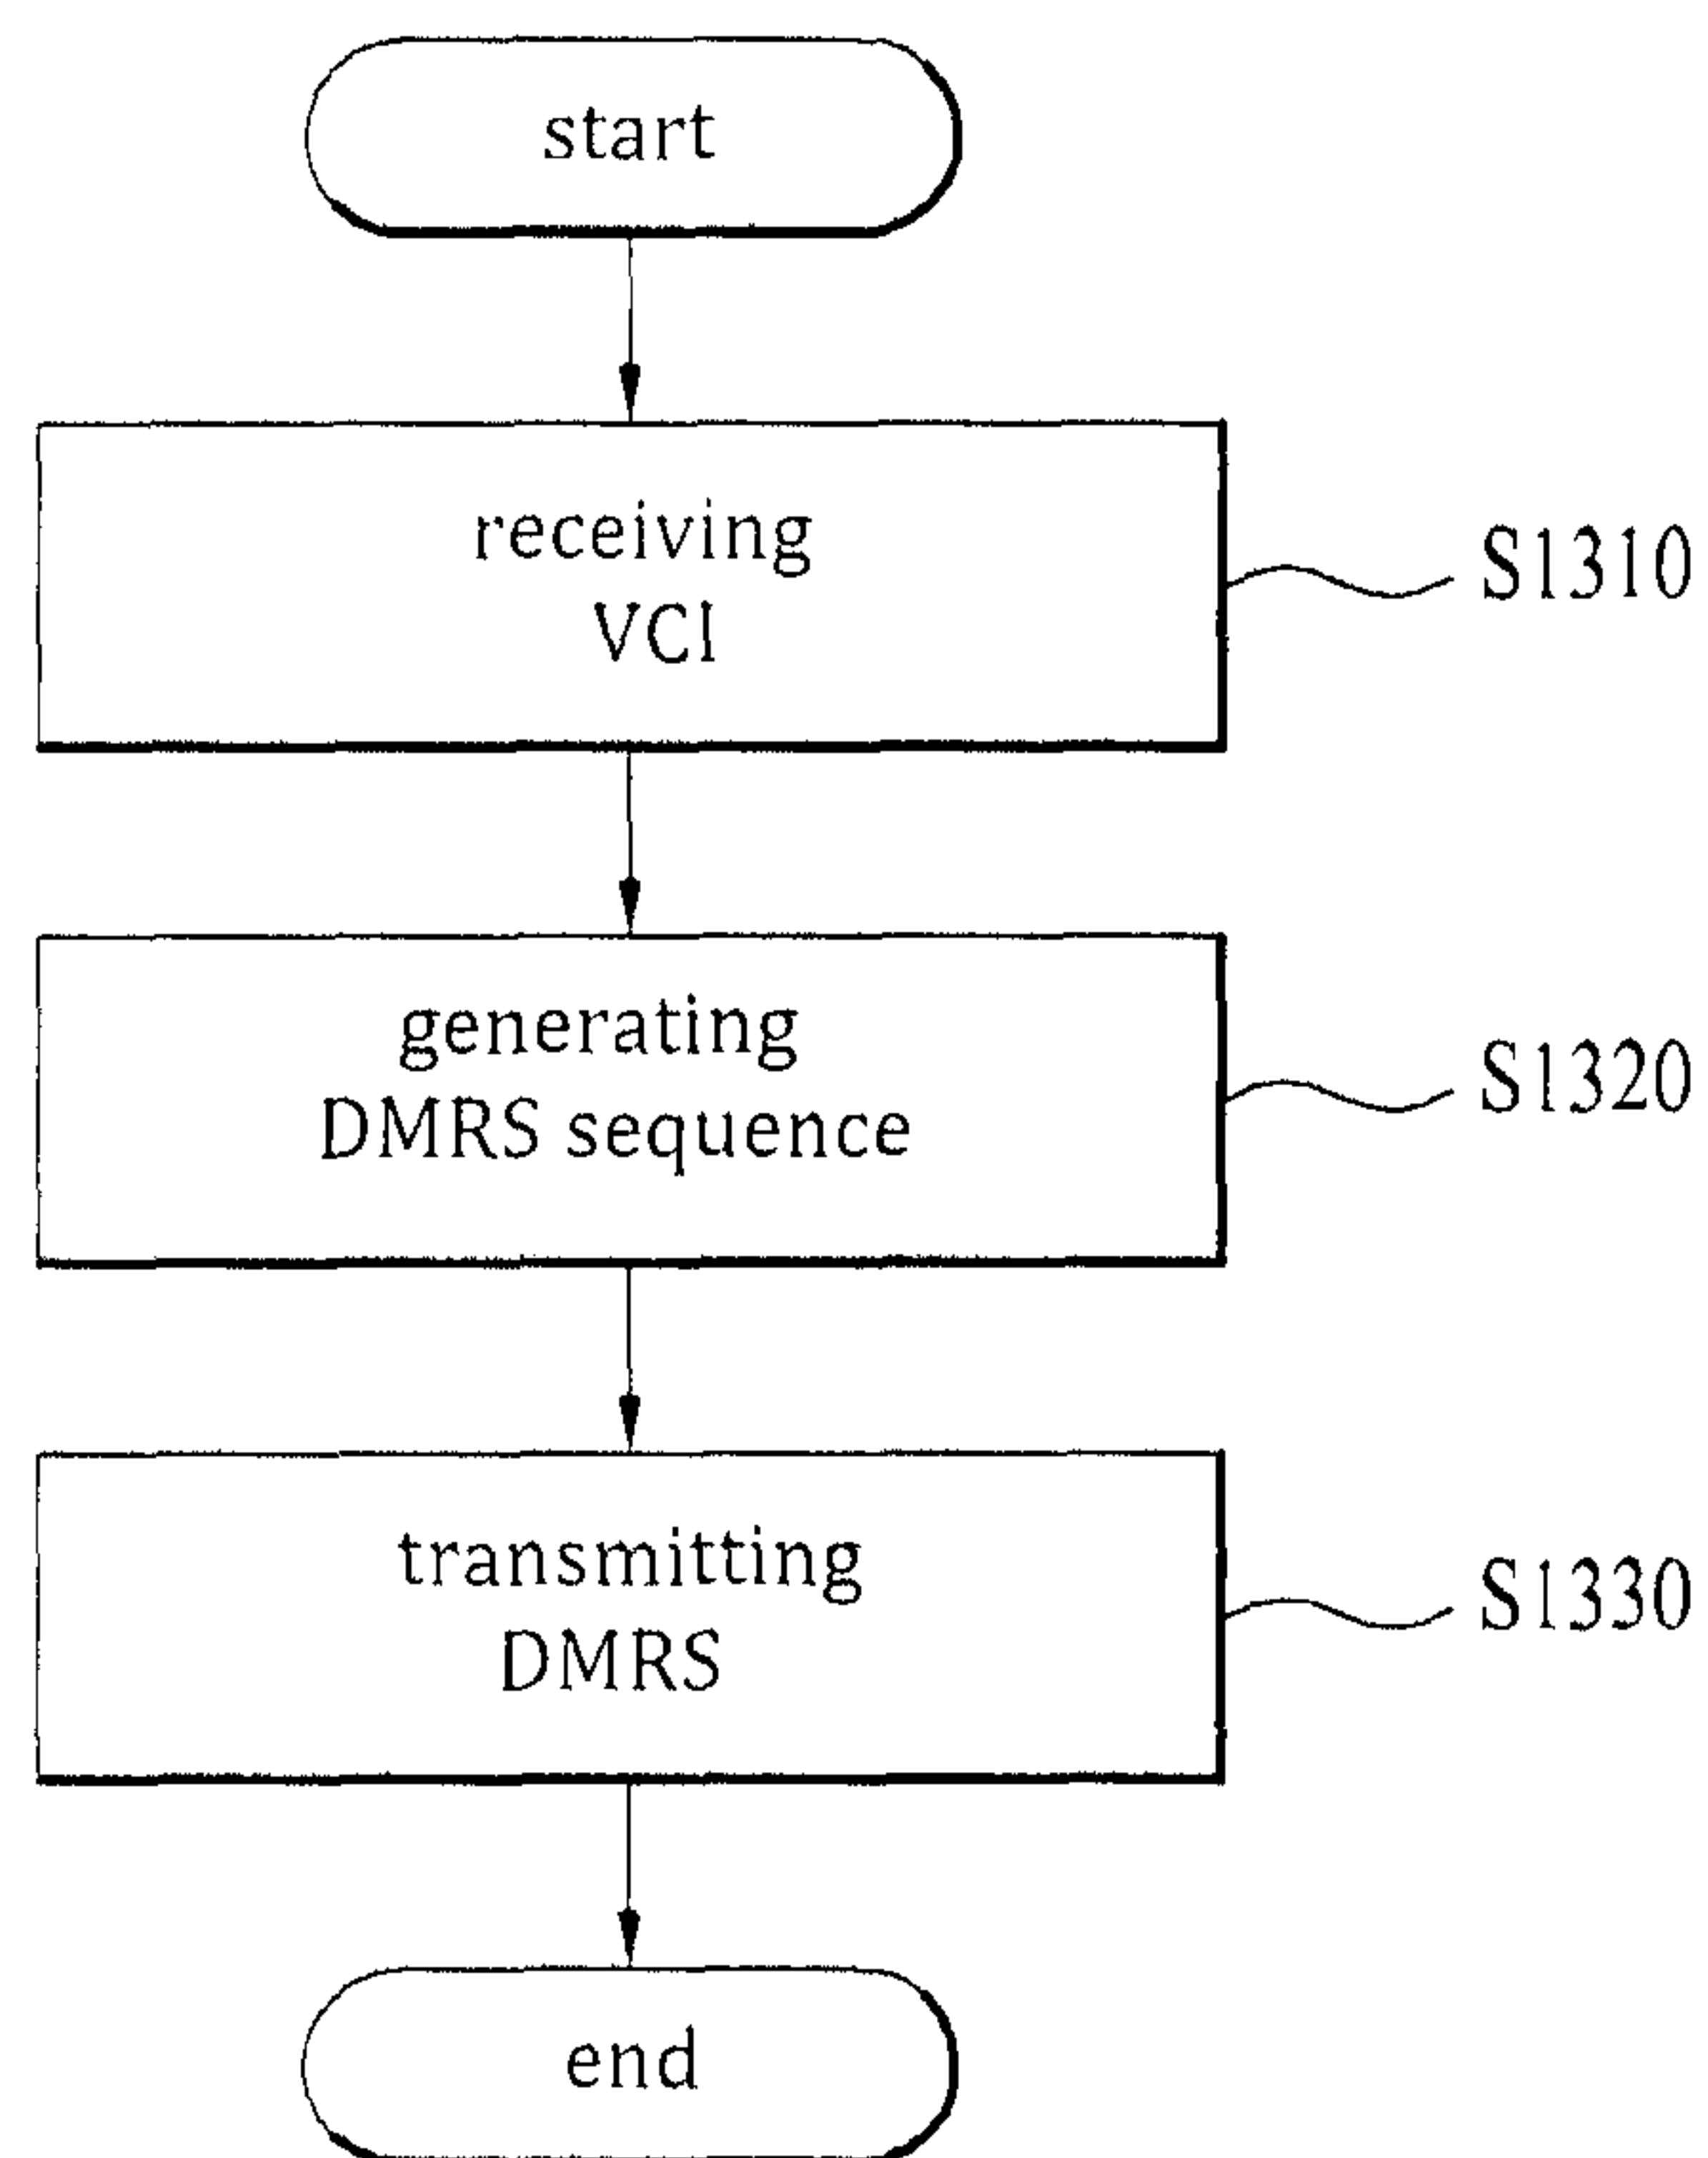 start
receiving
VCI
S1310
generating
DMRS sequence
S1320
transmitting
DMRS
S1330
end